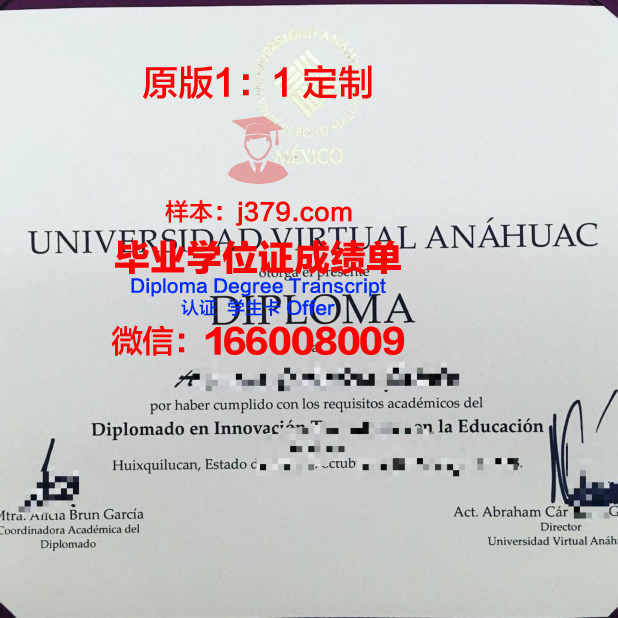 UNIVERSIDAD ANÁHUAC
原版1：1 定制
MÉXICO
样本：j379.com
UNIVERSIDAD VIRTUAL ANÁHUAC
毕业学位证成绩单
otorga el presente
Diploma Degree Transcript
DIPLOMA
认证 学生卡 Offer
a
微信：166008009
por haber cumplido con los requisitos académicos del
Diplomado en Innovación en la Educación
Huixquilucan, Estado
Mtra. Alicia Brun García
Coordinadora Académica del
Diplomado
Act. Abraham Cár
Director
Universidad Virtual Anáh